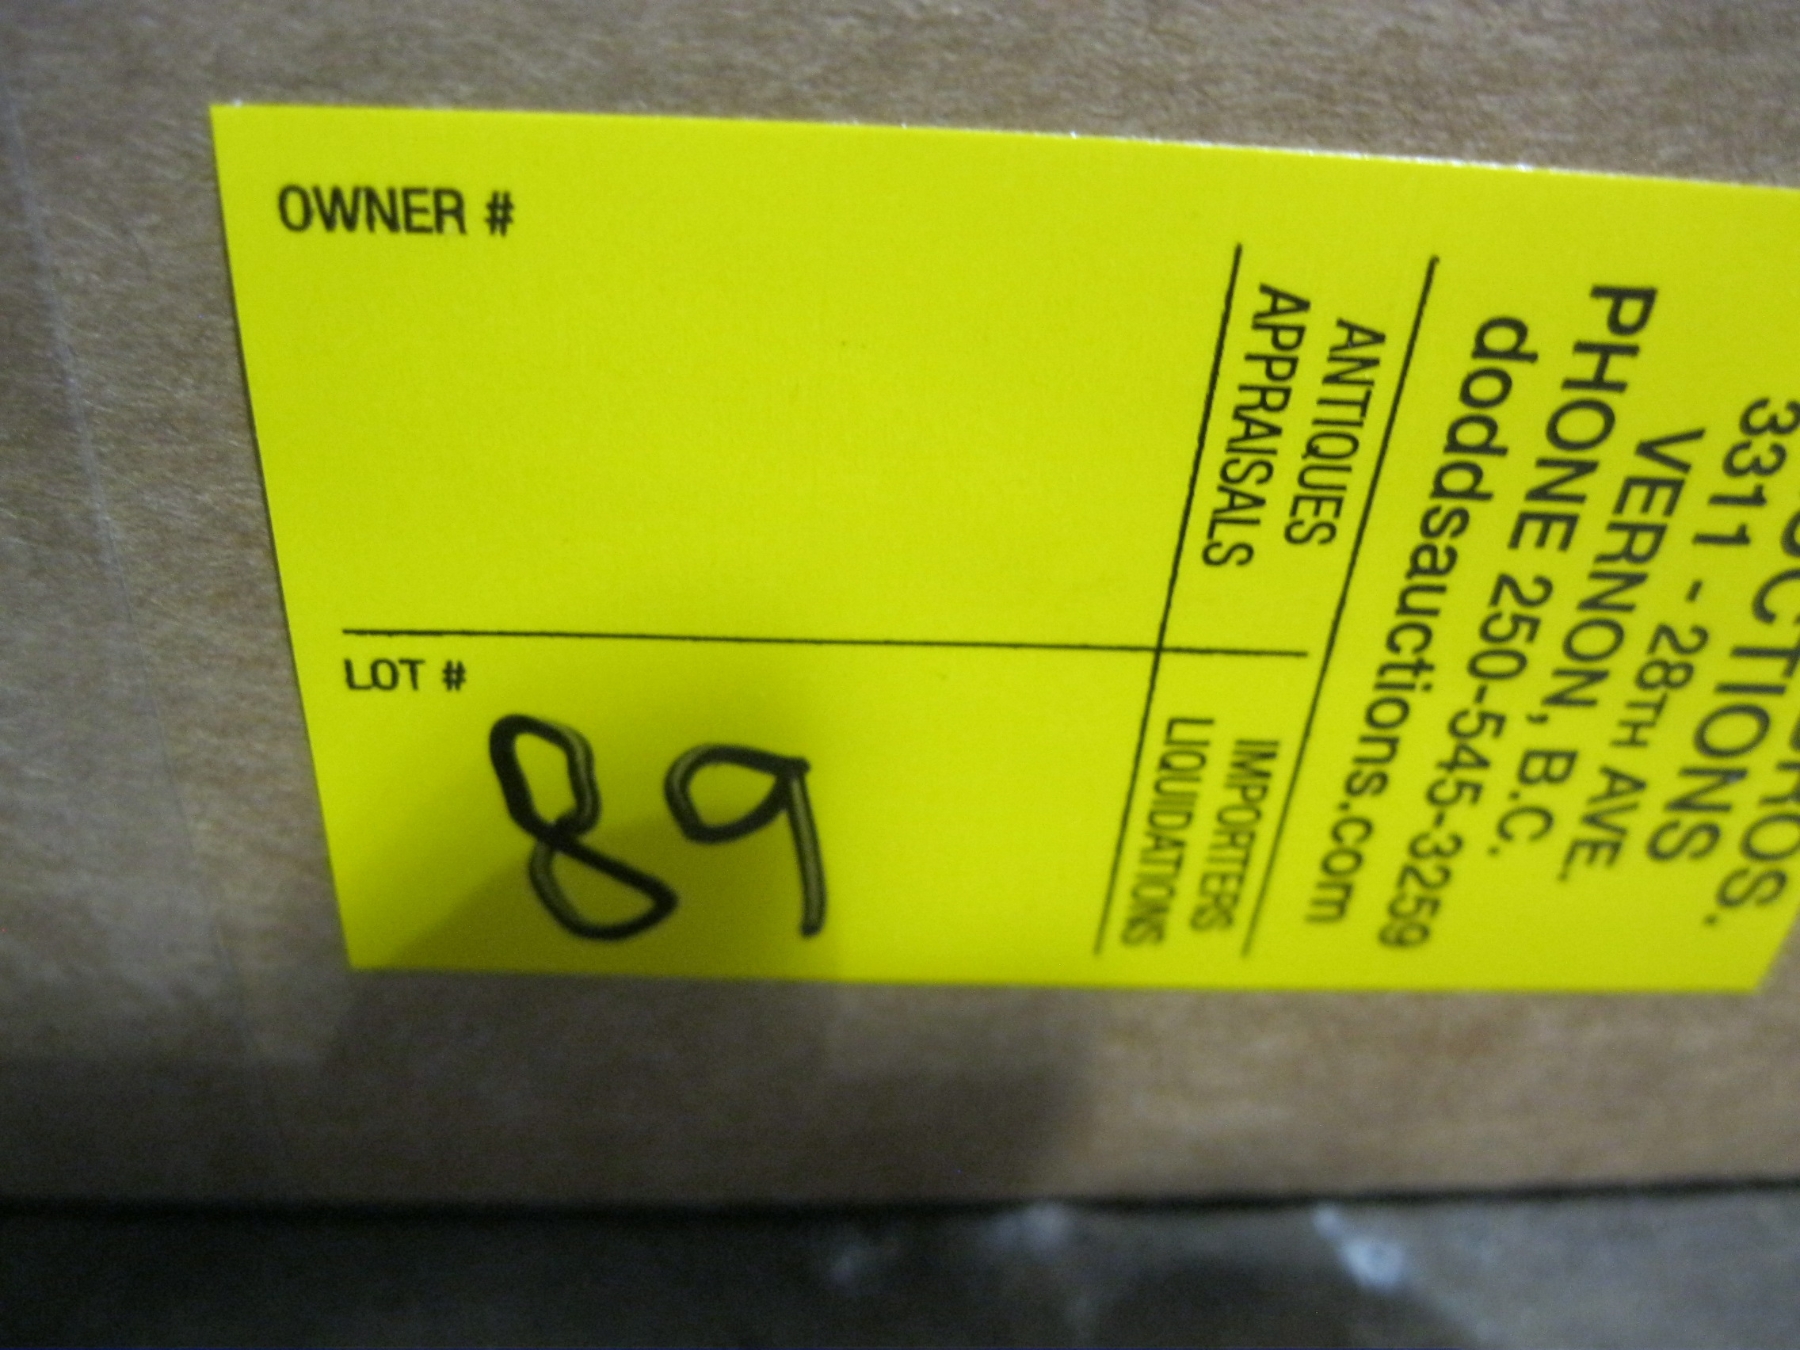 OWNER #
LOT #
89
3311 - 28TH AVE.
VERNON, B.C.
PHONE 250-545-3259
doddsauctions.com
ANTIQUES
APPRAISALS
IMPORTERS
LIQUIDATIONS